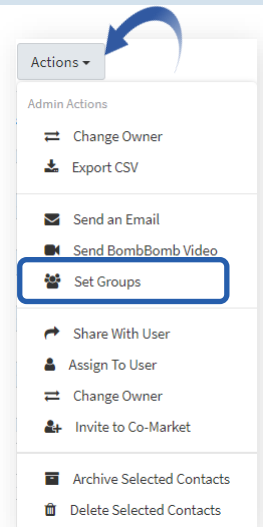 Actions
Admin Actions
Change Owner
Export CSV
Send an Email
Send BombBomb Video
Set Groups
Share With User
Assign To User
Change Owner
Invite to Co-Market
Archive Selected Contacts
Delete Selected Contacts